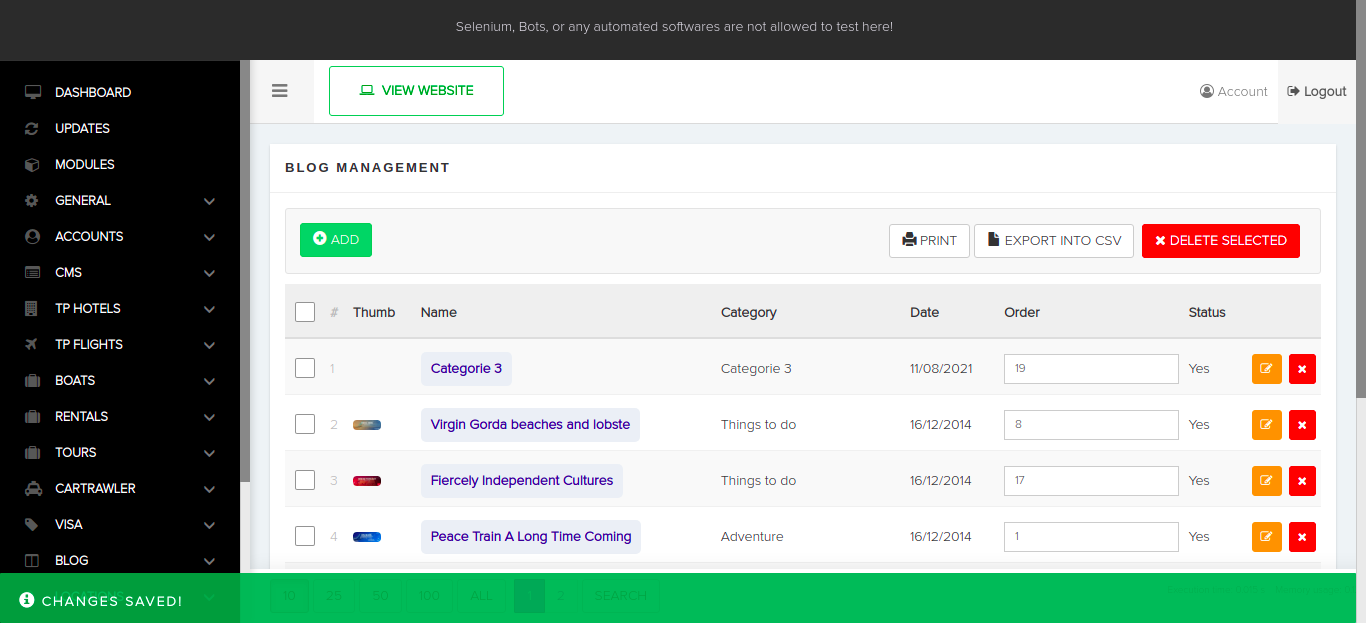 Selenium, Bots, or any automated softwares are not allowed to test here!
VIEW WEBSITE
Account
Logout
DASHBOARD
UPDATES
MODULES
GENERAL
ACCOUNTS
CMS
TP HOTELS
TP FLIGHTS
BOATS
RENTALS
TOURS
CARTRAWLER
VISA
BLOG
LOCATIONS
BLOG MANAGEMENT
ADD
PRINT
EXPORT INTO CSV
DELETE SELECTED
# Thumb Name Category Date Order Status
1 Categorie 3 Categorie 3 11/08/2021 19 Yes
2 Virgin Gorda beaches and lobste Things to do 16/12/2014 8 Yes
3 Fiercely Independent Cultures Things to do 16/12/2014 17 Yes
4 Peace Train A Long Time Coming Adventure 16/12/2014 1 Yes
10 25 50 100 ALL 1 2 SEARCH
CHANGES SAVED!